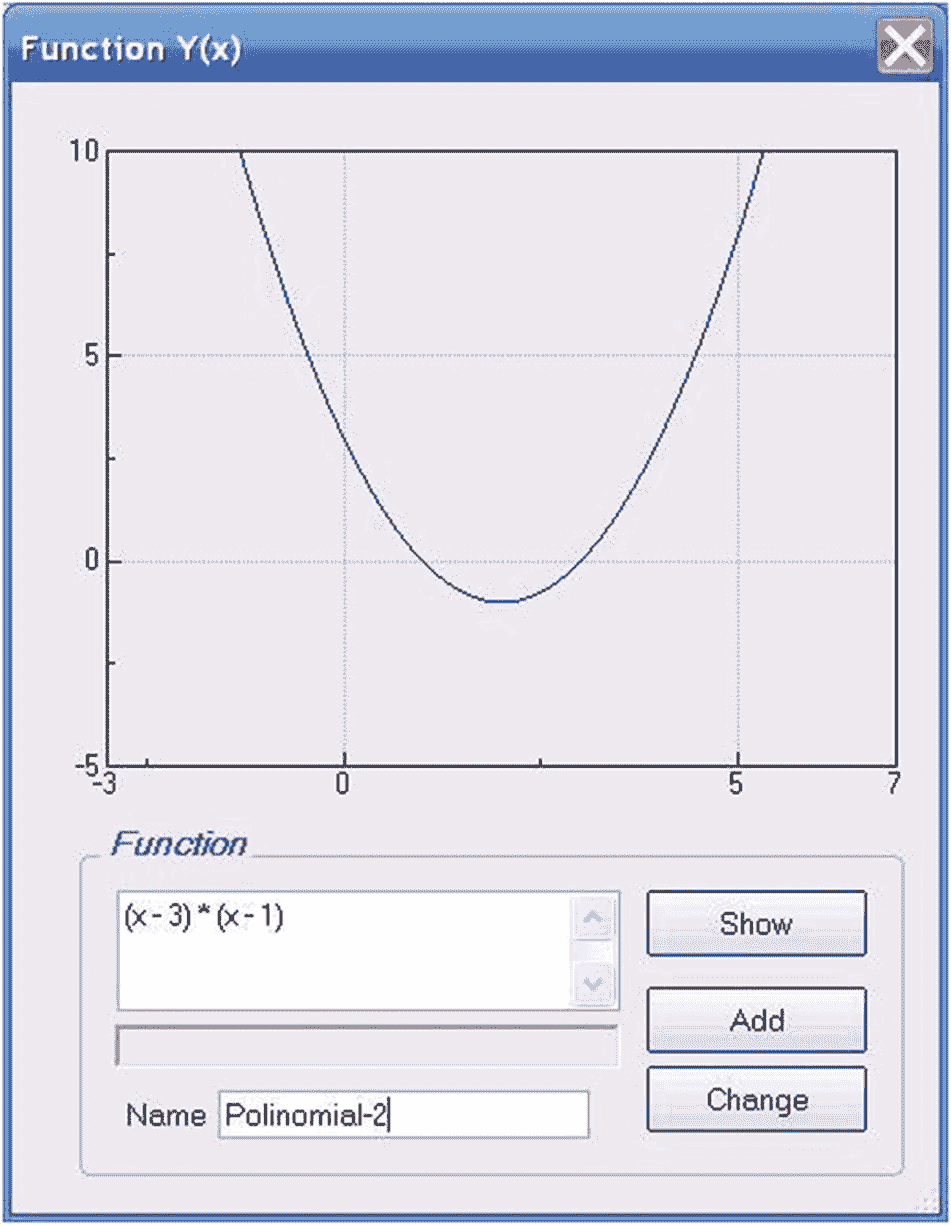 Function Y(x)
10
5
0
-5
-3 0 5 7
Function
(x - 3) * (x - 1)
Show
Add
Name Polinomial-2
Change